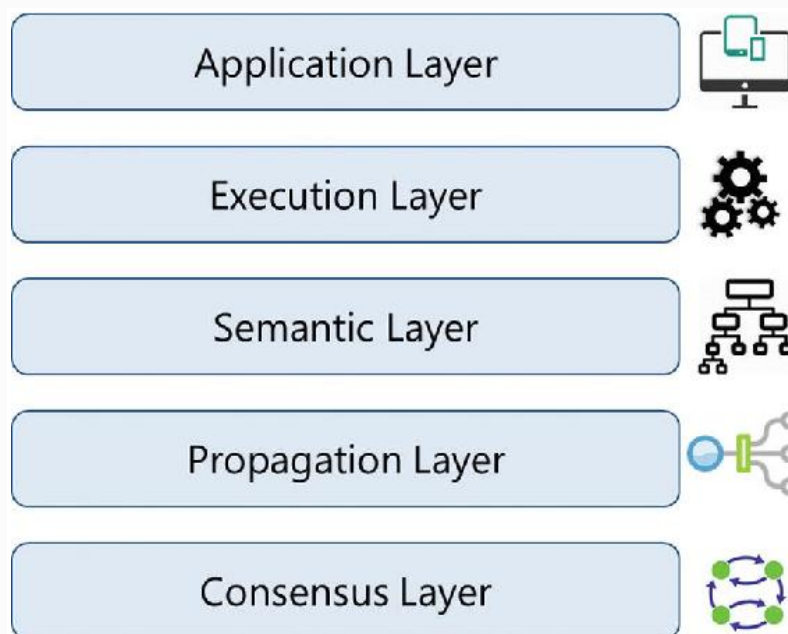 Application Layer
Execution Layer
Semantic Layer
Propagation Layer
Consensus Layer